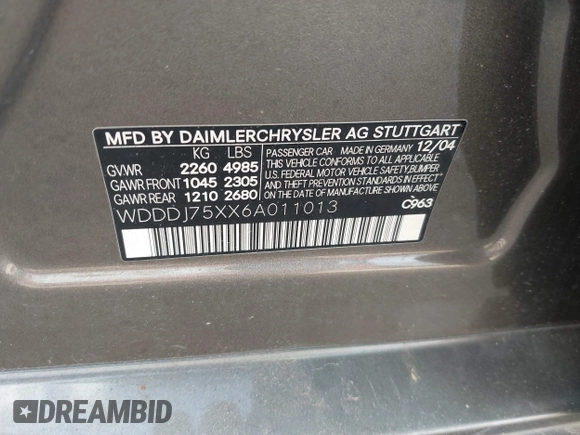 MFD BY DAIMLERCHRYSLER AG STUTTGART
KG LBS
GVWR 2260 4985
GAWR FRONT 1045 2305
GAWR REAR 1210 2680
PASSENGER CAR MADE IN GERMANY 12/04
THIS VEHICLE CONFORMS TO ALL APPLICABLE
U.S. FEDERAL MOTOR VEHICLE SAFETY, BUMPER
AND THEFT PREVENTION STANDARDS IN EFFECT
ON THE DATE OF MANUFACTURE SHOWN ABOVE
WDDDJ75XX6A011013
C963
DREAMBID